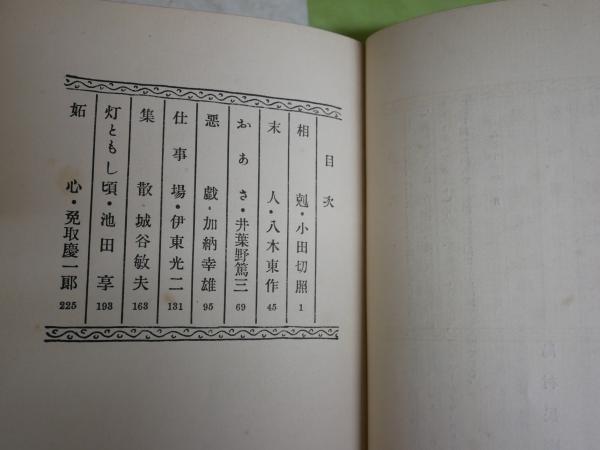 目次
相剋・小田切照 1
末人・八木東作 45
おあさ・井葉野篤三 69
悪戯・加納幸雄 95
仕事場・伊東光二 131
集散・城谷敏夫 163
灯ともし頃・池田享 193
妬心・免取慶一郎 225